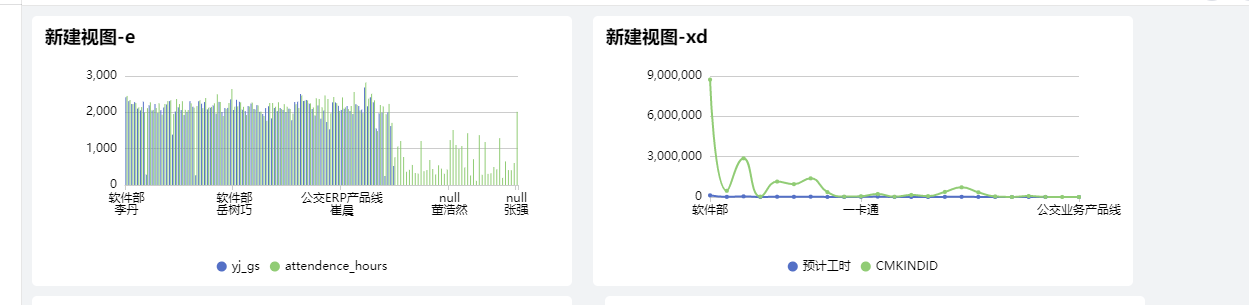 新建视图-e
3,000
2,000
1,000
0
软件部 软件部 公交ERP产品线 null null
李丹 岳树巧 崔晨 董浩然 张强
yj_gs attendence_hours
新建视图-xd
9,000,000
6,000,000
3,000,000
0
软件部 一卡通 公交业务产品线
预计工时 CMKINDID